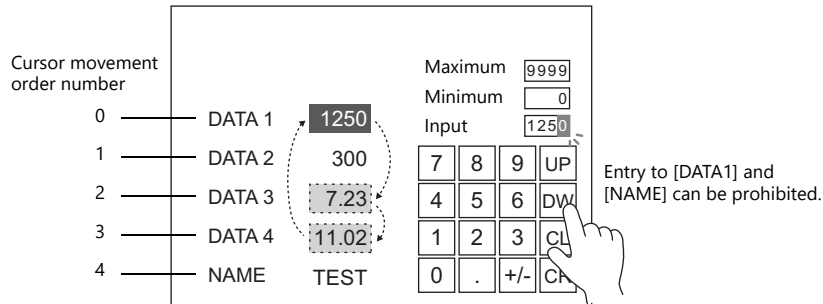 Cursor movement
order number
0
1
2
3
4
DATA 1 1250
DATA 2 300
DATA 3 7.23
DATA 4 11.02
NAME TEST
Maximum 9999
Minimum 0
Input 1250
7 8 9 UP
4 5 6 DW
1 2 3 CL
0 . +/- CR
Entry to [DATA1] and
[NAME] can be prohibited.